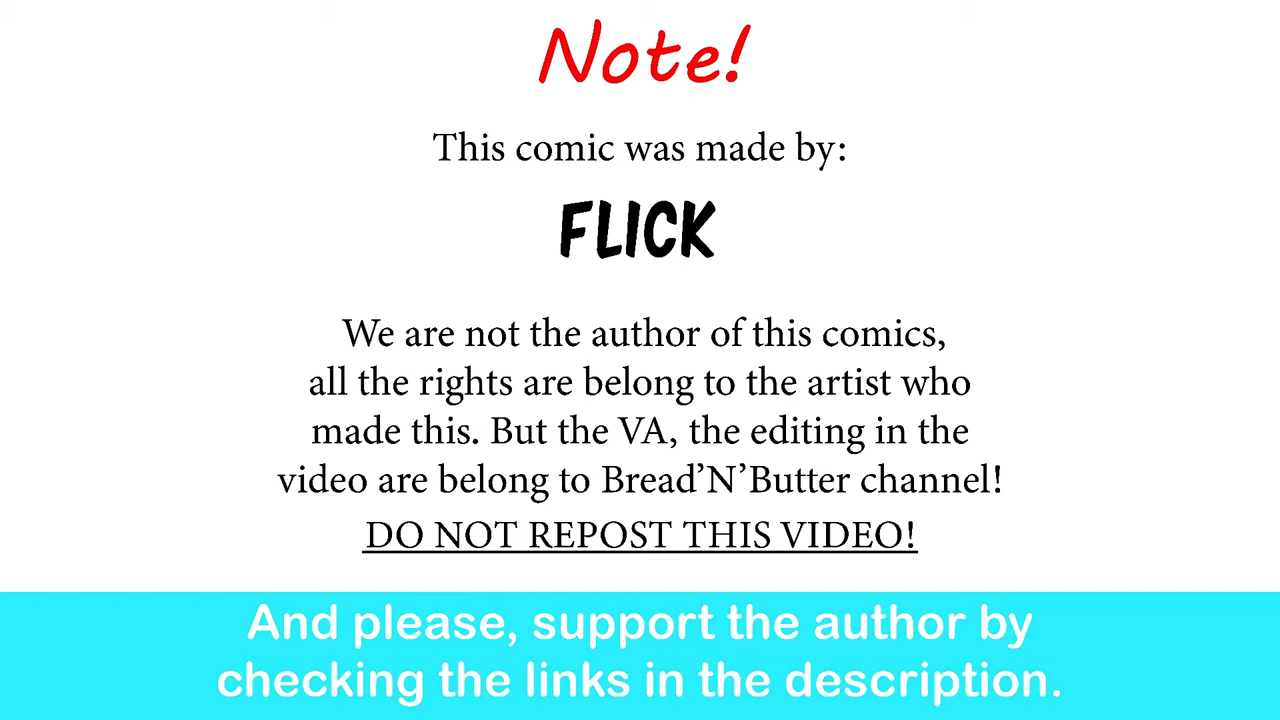 Note!
This comic was made by:
FLICK
We are not the author of this comics,
all the rights are belong to the artist who
made this. But the VA, the editing in the
video are belong to Bread’N’Butter channel!
DO NOT REPOST THIS VIDEO!
And please, support the author by
checking the links in the description.